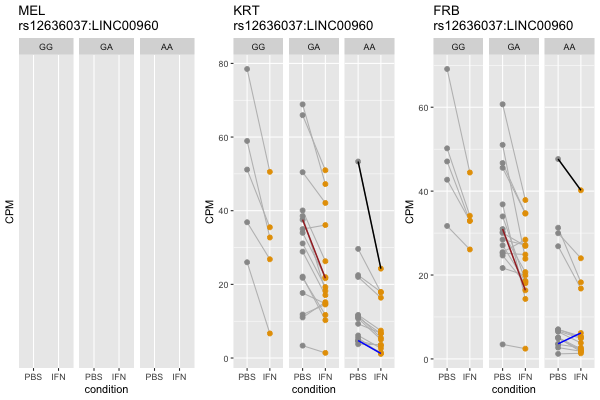 MEL
rs12636037:LINC00960
GG GA AA
CPM
PBS IFN PBS IFN PBS IFN
condition
KRT
rs12636037:LINC00960
GG GA AA
80
60
40
20
0
CPM
PBS IFN PBS IFN PBS IFN
condition
FRB
rs12636037:LINC00960
GG GA AA
60
40
20
0
CPM
PBS IFN PBS IFN PBS IFN
condition